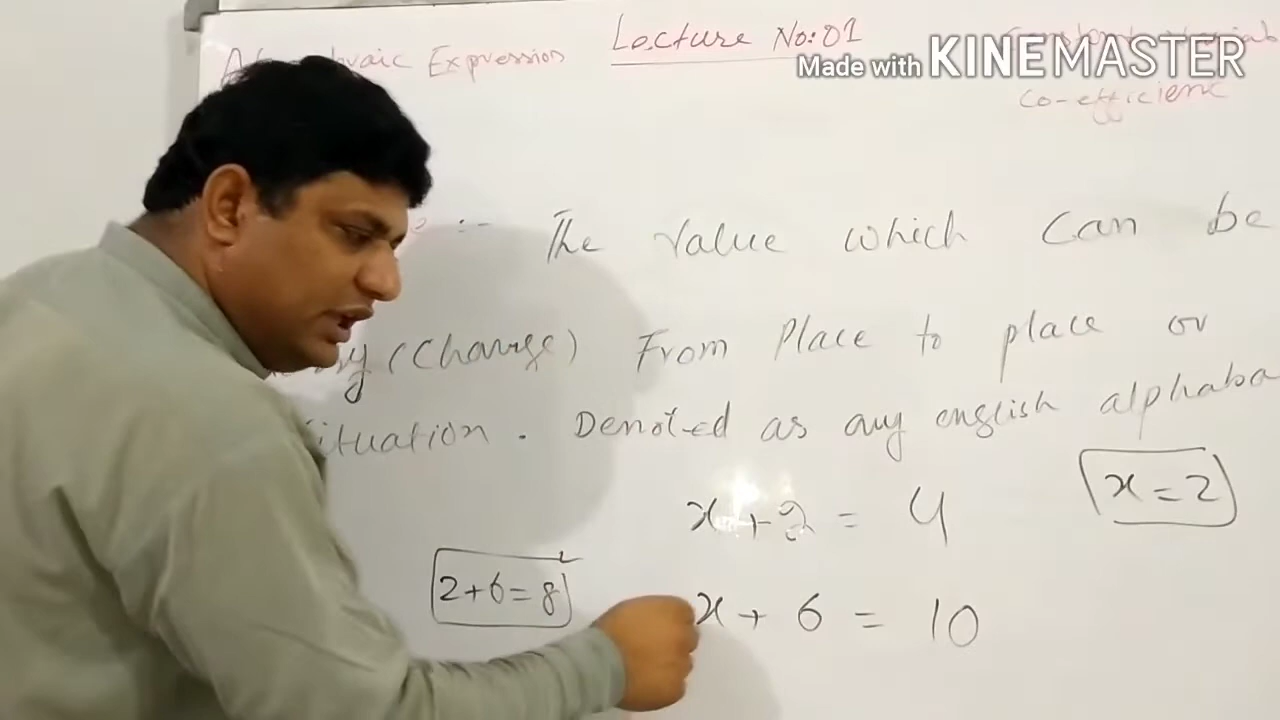 Lecture No:01
Expression
Made with KINEMASTER
Co-efficient
:- The Value which can be
(Change) From Place to place or
Situation. Denoted as any english
x+2 = 4
x=2
2+6=8
x + 6 = 10